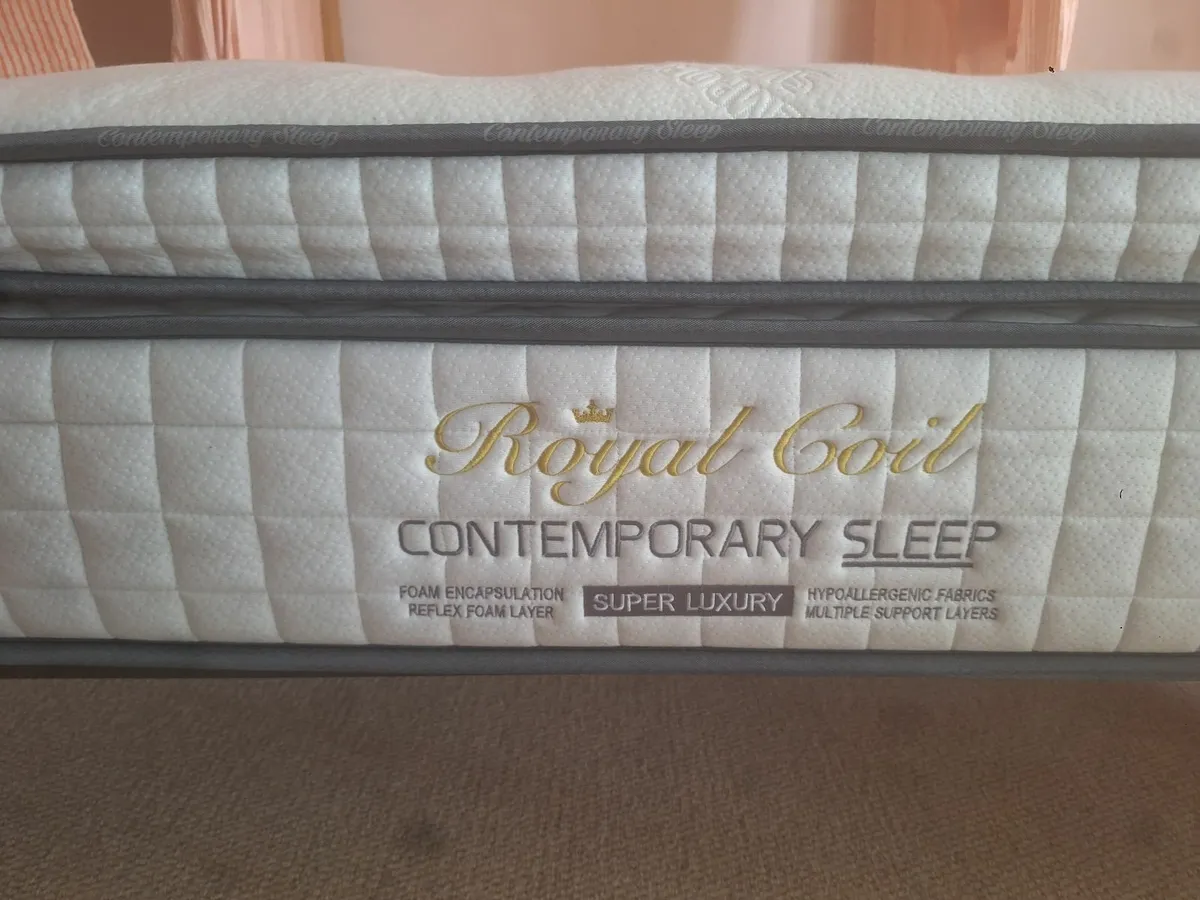 Contemporary Sleep Contemporary Sleep Contemporary Sleep
Royal Coil
CONTEMPORARY SLEEP
FOAM ENCAPSULATION
REFLEX FOAM LAYER
SUPER LUXURY
HYPOALLERGENIC FABRICS
MULTIPLE SUPPORT LAYERS